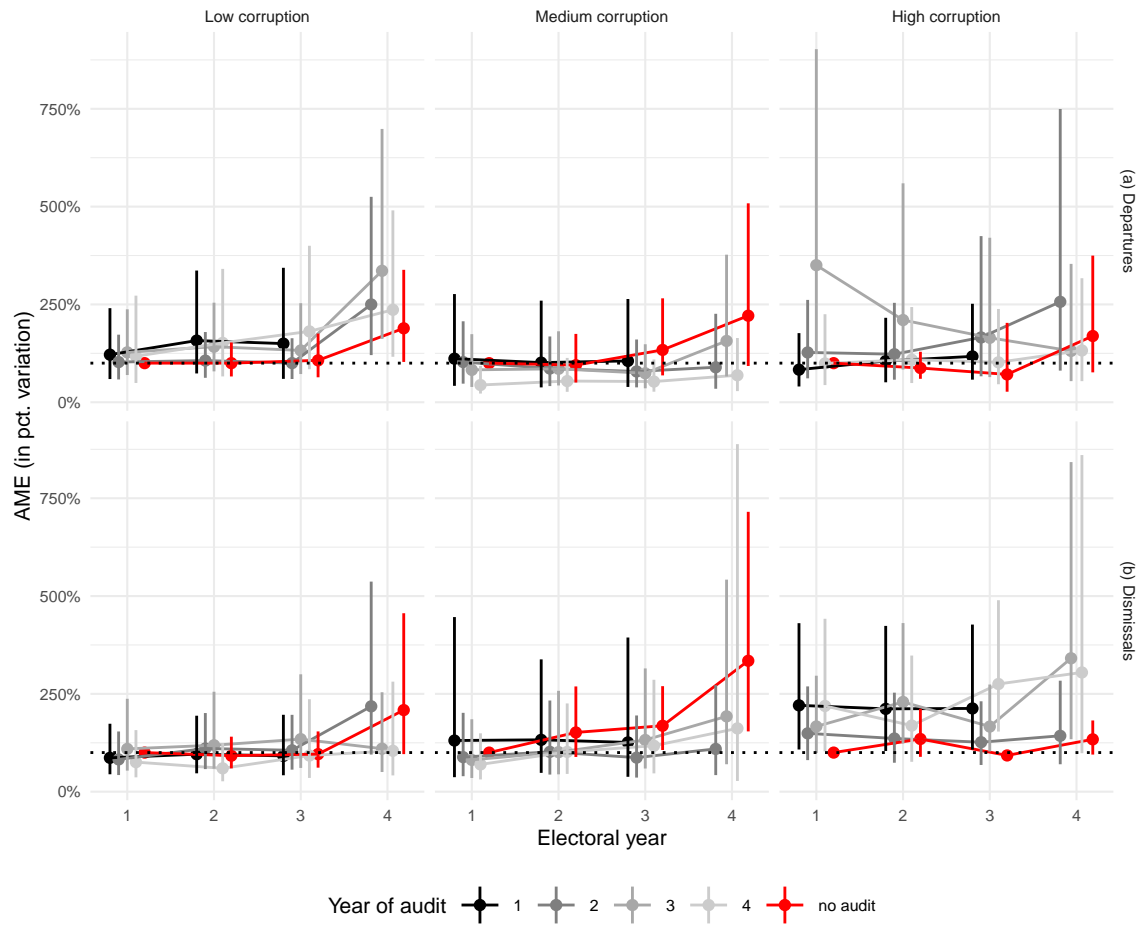 Low corruption
Medium corruption
High corruption
AME (in pct. variation)
750%
500%
250%
0%
(a) Departures
750%
500%
250%
0%
(b) Dismissals
1 2 3 4
1 2 3 4
1 2 3 4
Electoral year
Year of audit 1 2 3 4 no audit